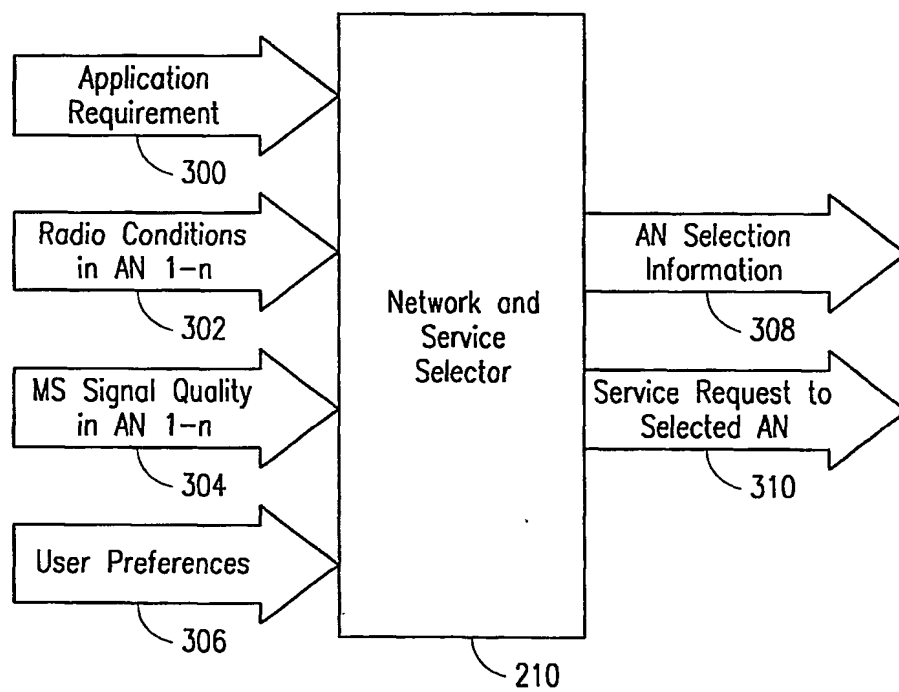 Application
Requirement
300
Radio Conditions
in AN 1-n
302
MS Signal Quality
in AN 1-n
304
User Preferences
306
Network and
Service
Selector
210
AN Selection
Information
308
Service Request to
Selected AN
310